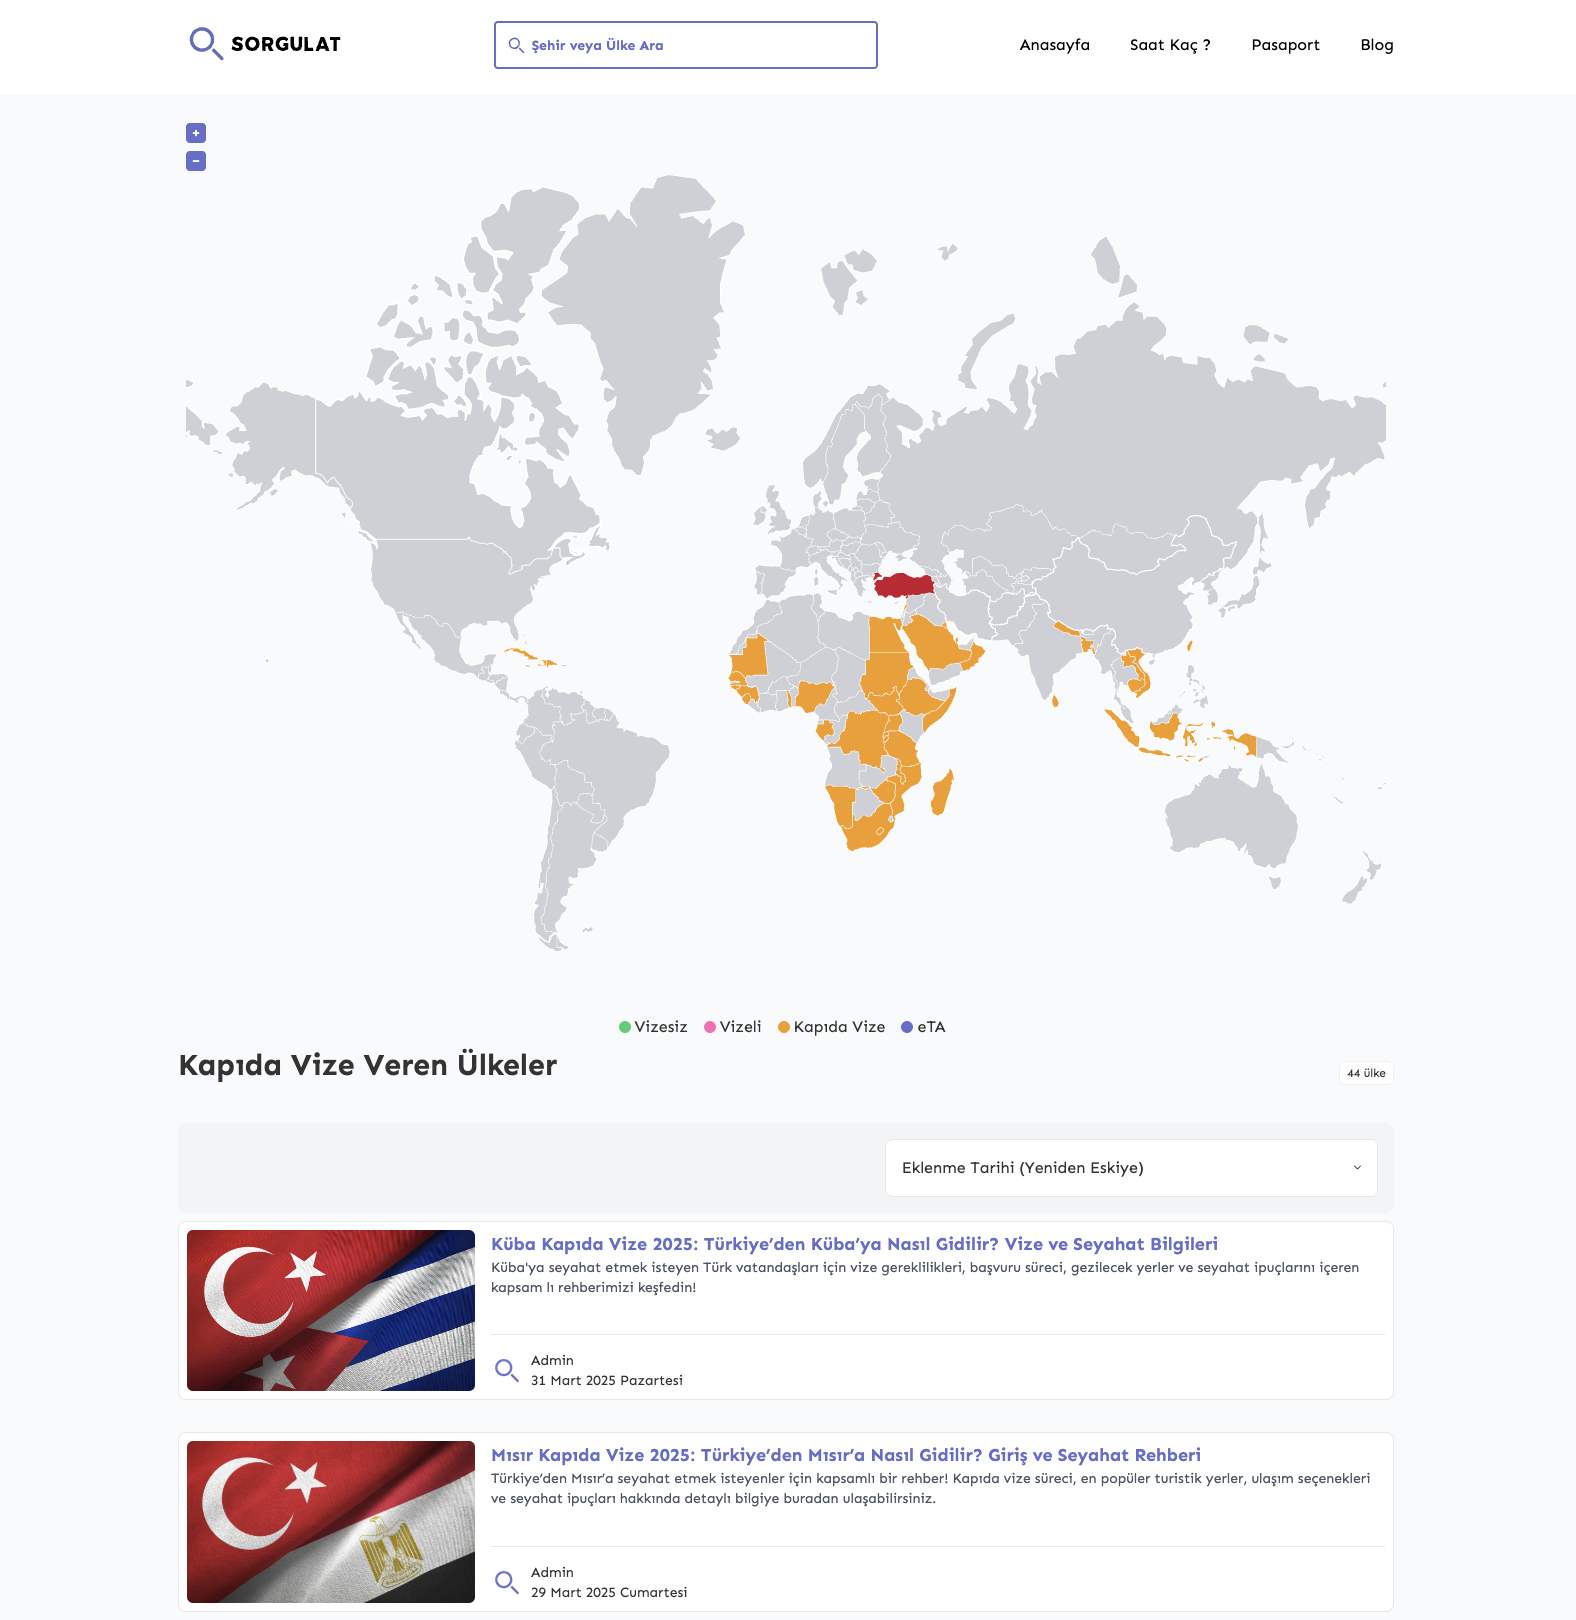 SORGULAT
Şehir veya Ülke Ara
Anasayfa
Saat Kaç ?
Pasaport
Blog
+
−
Vizesiz
Vizeli
Kapıda Vize
eTA
Kapıda Vize Veren Ülkeler
44 ülke
Eklenme Tarihi (Yeniden Eskiye)
Küba Kapıda Vize 2025: Türkiye’den Küba’ya Nasıl Gidilir? Vize ve Seyahat Bilgileri
Küba'ya seyahat etmek isteyen Türk vatandaşları için vize gereklilikleri, başvuru süreci, gezilecek yerler ve seyahat ipuçlarını içeren
kapsam lı rehberimizi keşfedin!
Admin
31 Mart 2025 Pazartesi
Mısır Kapıda Vize 2025: Türkiye’den Mısır’a Nasıl Gidilir? Giriş ve Seyahat Rehberi
Türkiye’den Mısır’a seyahat etmek isteyenler için kapsamlı bir rehber! Kapıda vize süreci, en popüler turistik yerler, ulaşım seçenekleri
ve seyahat ipuçları hakkında detaylı bilgiye buradan ulaşabilirsiniz.
Admin
29 Mart 2025 Cumartesi